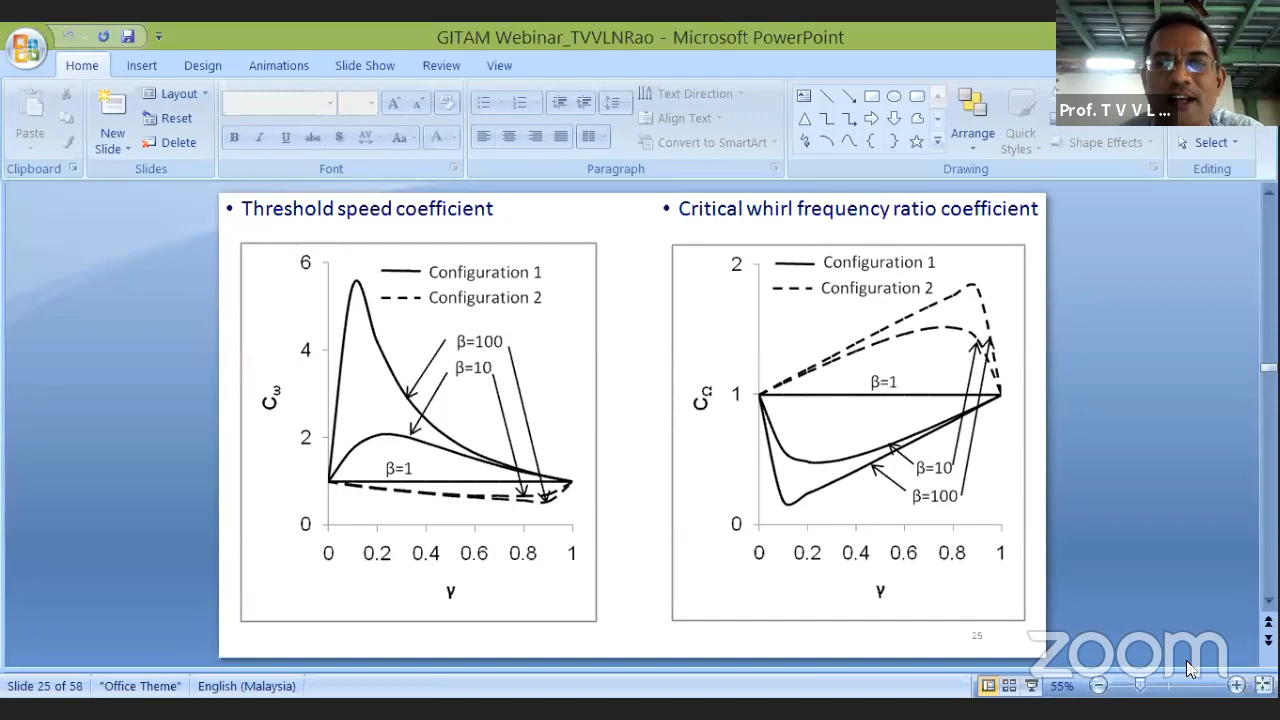 GITAM Webinar_TVVLNRao - Microsoft PowerPoint
Prof. T V V L ...
Home Insert Design Animations Slide Show Review View
Paste
Clipboard
New Slide
Layout
Reset
Delete
Slides
B I U abc S AV Aa A
Font
Text Direction
Align Text
Convert to SmartArt
Paragraph
Arrange
Quick Styles
Shape Effects
Drawing
Select
Editing
• Threshold speed coefficient
6
4
2
0
0 0.2 0.4 0.6 0.8 1
Cω
γ
Configuration 1
Configuration 2
β=100
β=10
β=1
• Critical whirl frequency ratio coefficient
2
1
0
0 0.2 0.4 0.6 0.8 1
CΩ
γ
Configuration 1
Configuration 2
β=1
β=10
β=100
25
zoom
Slide 25 of 58 "Office Theme" English (Malaysia) 55%